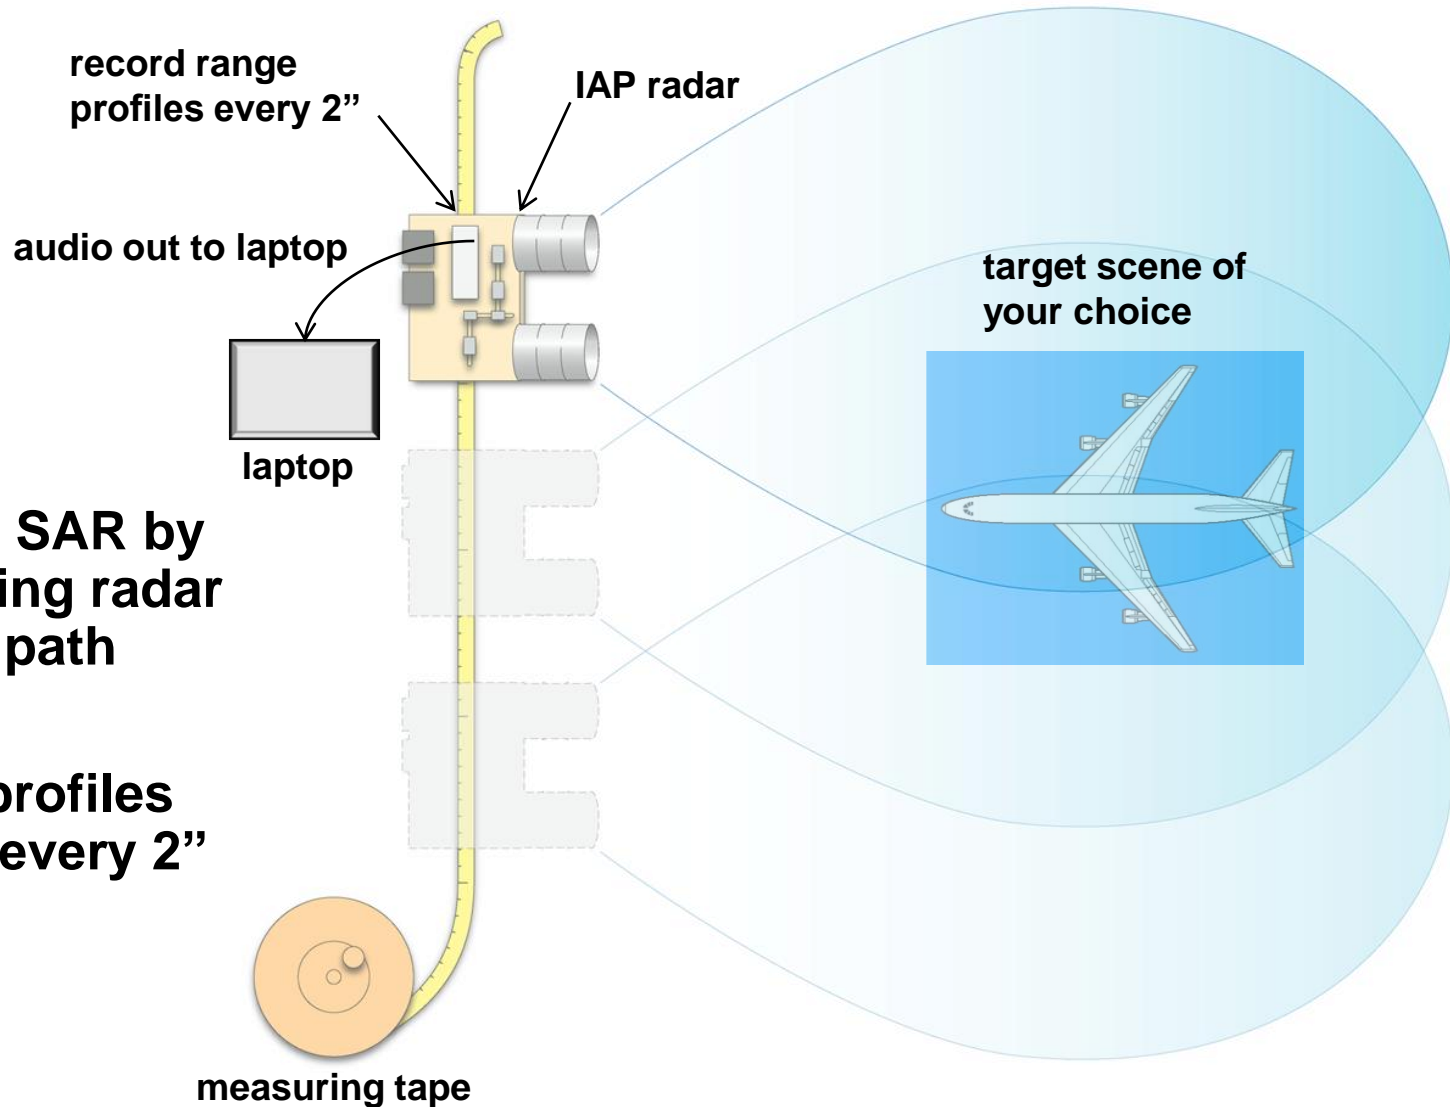 record range
profiles every 2”
IAP radar
audio out to laptop
target scene of
your choice
laptop
SAR by
ing radar
path
profiles
every 2”
measuring tape